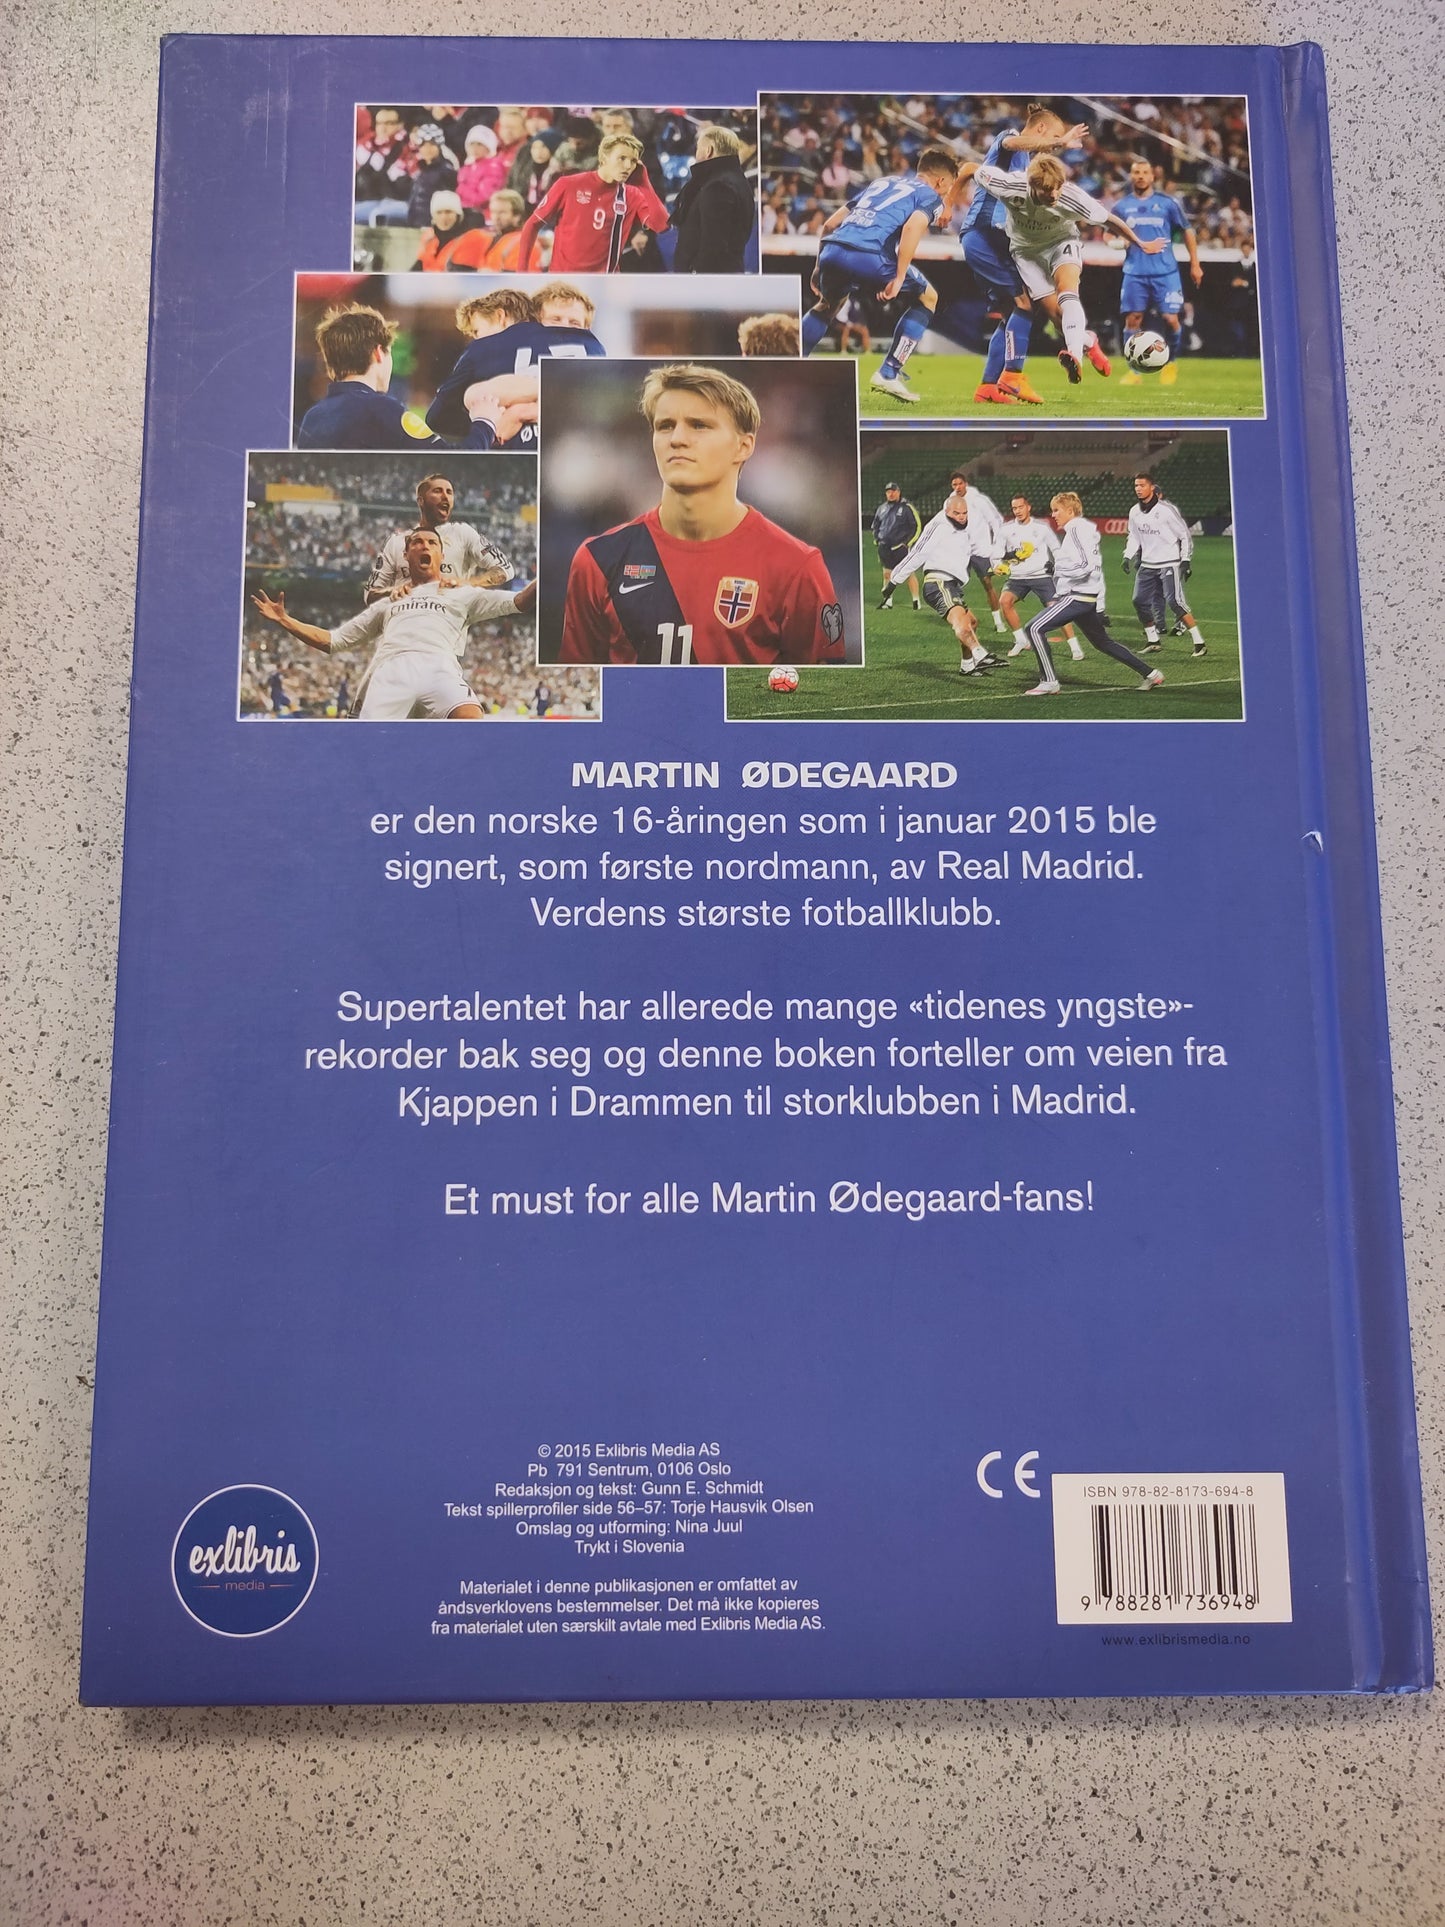 9
27
41
Emirates
11
MARTIN ØDEGAARD
er den norske 16-åringen som i januar 2015 ble
signert, som første nordmann, av Real Madrid.
Verdens største fotballklubb.
Supertalentet har allerede mange «tidenes yngste»-
rekorder bak seg og denne boken forteller om veien fra
Kjappen i Drammen til storklubben i Madrid.
Et must for alle Martin Ødegaard-fans!
© 2015 Exlibris Media AS
Pb 791 Sentrum, 0106 Oslo
Redaksjon og tekst: Gunn E. Schmidt
Tekst spillerprofiler side 56–57: Torje Hausvik Olsen
Omslag og utforming: Nina Juul
Trykt i Slovenia
Materialet i denne publikasjonen er omfattet av
åndsverklovens bestemmelser. Det må ikke kopieres
fra materialet uten særskilt avtale med Exlibris Media AS.
exlibris
media
CE
ISBN 978-82-8173-694-8
9 788281 736948
www.exlibrismedia.no